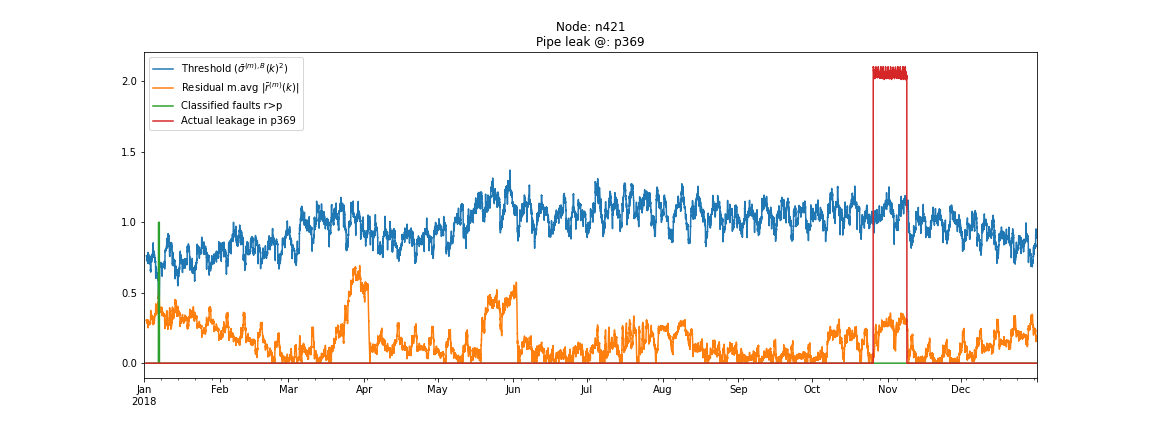 Node: n421
Pipe leak @: p369
2.0
1.5
1.0
0.5
0.0
Threshold (σ̄^{(m),B}(k)^2)
Residual m.avg |r̄^{(m)}(k)|
Classified faults r>p
Actual leakage in p369
Jan Feb Mar Apr May Jun Jul Aug Sep Oct Nov Dec
2018